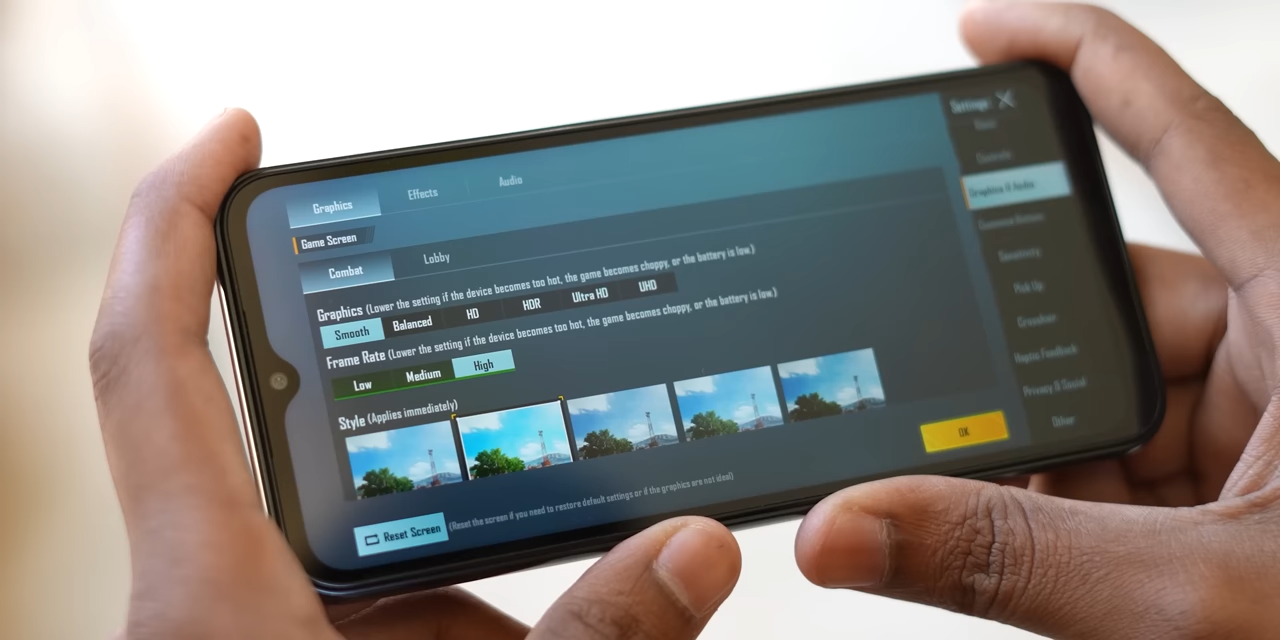 Graphics
Effects
Audio
Game Screen
Combat
Lobby
Graphics (Lower the setting if the device becomes too hot, the game becomes choppy, or the battery is low.)
Smooth
Balanced
HD
HDR
Ultra HD
UHD
Frame Rate (Lower the setting if the device becomes too hot, the game becomes choppy, or the battery is low.)
Low
Medium
High
Style (Applies immediately)
Reset Screen
(Reset the screen if you need to restore default settings or if the graphics are not ideal)
OK
Settings
Controls
Graphics & Audio
Sensitivity
Pick Up
Grenadier
Haptic Feedback
Privacy & Social
Other